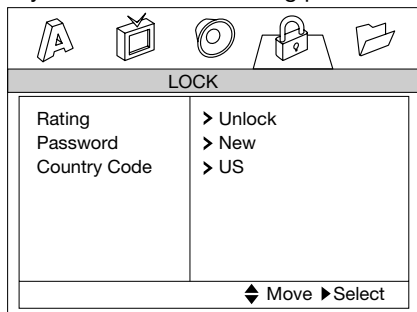 LOCK
Rating > Unlock
Password > New
Country Code > US
Move Select